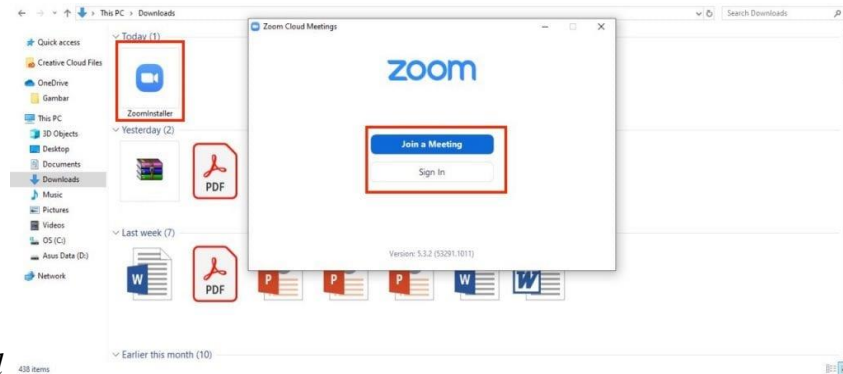 This PC > Downloads
Search Downloads
Quick access
Creative Cloud Files
OneDrive
Gambar
This PC
3D Objects
Desktop
Documents
Downloads
Music
Pictures
Videos
OS (C:)
Asus Data (D:)
Network
Today (1)
ZoomInstaller
Yesterday (2)
PDF
Last week (7)
W
PDF
P
P
P
W
W
Earlier this month (10)
Zoom Cloud Meetings
zoom
Join a Meeting
Sign In
Version: 5.3.2 (53291.1011)
438 items